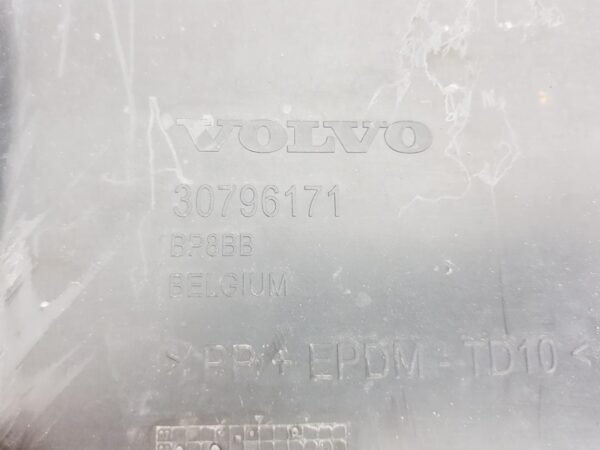 VOLVO
30796171
BP8BB
BELGIUM
>PP+EPDM-TD10<